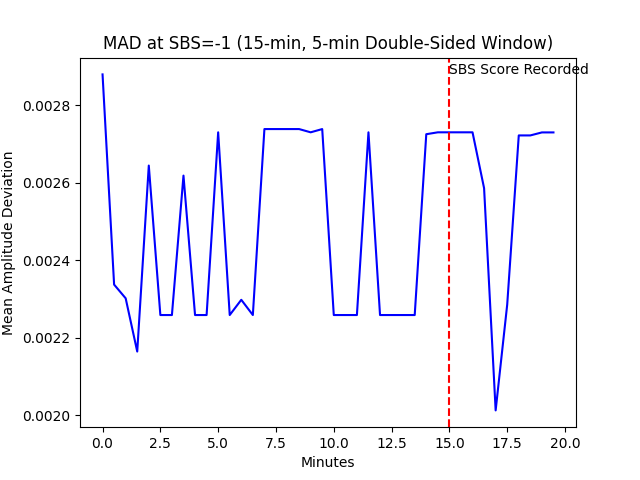 MAD at SBS=-1 (15-min, 5-min Double-Sided Window)
SBS Score Recorded
Mean Amplitude Deviation
0.0028
0.0026
0.0024
0.0022
0.0020
0.0 2.5 5.0 7.5 10.0 12.5 15.0 17.5 20.0
Minutes